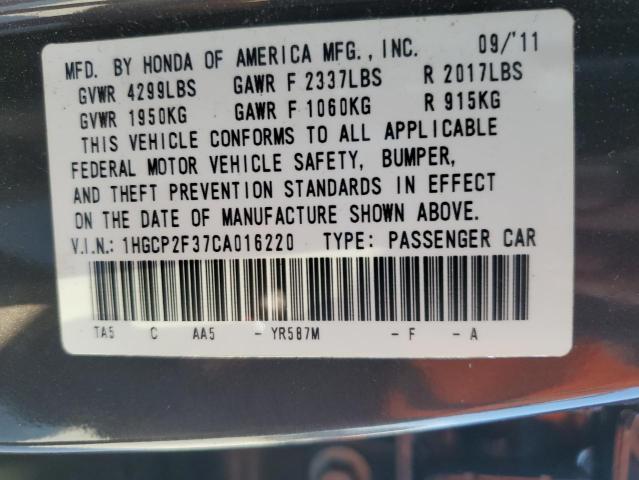 MFD. BY HONDA OF AMERICA MFG., INC. 09/'11
GVWR 4299LBS GAWR F 2337LBS R 2017LBS
GVWR 1950KG GAWR F 1060KG R 915KG
THIS VEHICLE CONFORMS TO ALL APPLICABLE
FEDERAL MOTOR VEHICLE SAFETY, BUMPER,
AND THEFT PREVENTION STANDARDS IN EFFECT
ON THE DATE OF MANUFACTURE SHOWN ABOVE.
V.I.N.: 1HGCP2F37CA016220 TYPE: PASSENGER CAR
TA5 C AA5 - YR587M - F - A